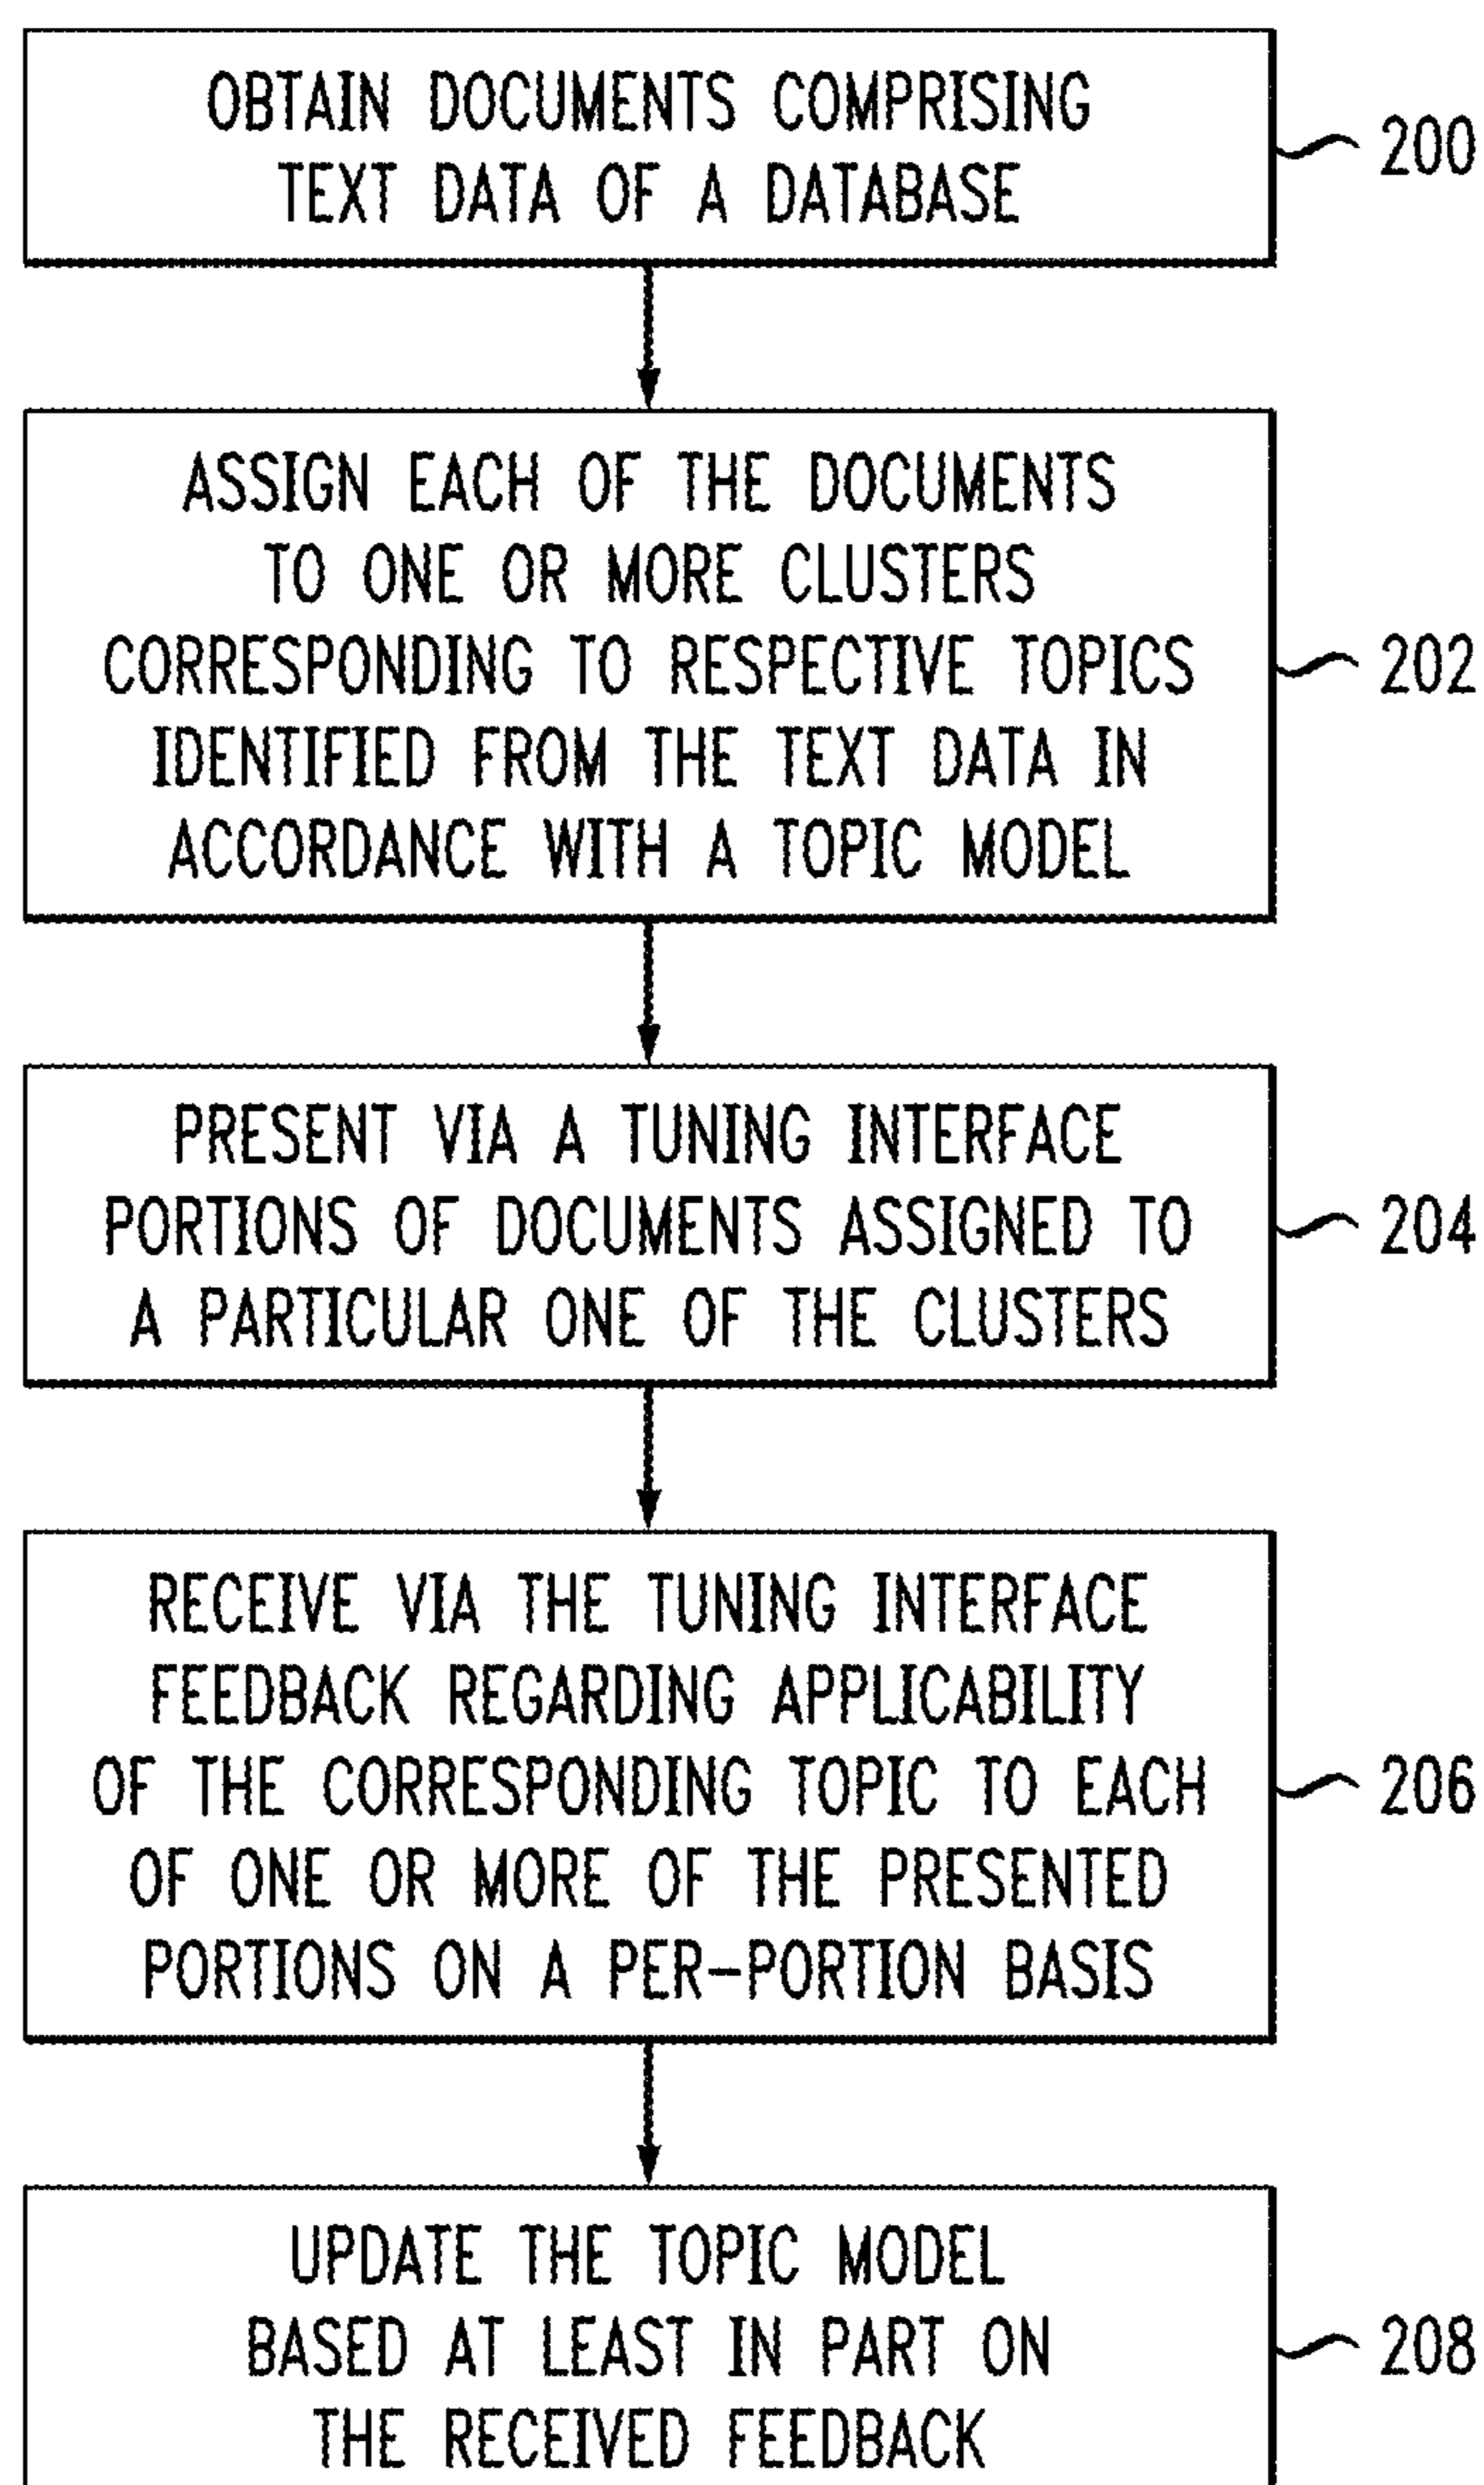 OBTAIN DOCUMENTS COMPRISING
TEXT DATA OF A DATABASE
200
ASSIGN EACH OF THE DOCUMENTS
TO ONE OR MORE CLUSTERS
CORRESPONDING TO RESPECTIVE TOPICS
IDENTIFIED FROM THE TEXT DATA IN
ACCORDANCE WITH A TOPIC MODEL
202
PRESENT VIA A TUNING INTERFACE
PORTIONS OF DOCUMENTS ASSIGNED TO
A PARTICULAR ONE OF THE CLUSTERS
204
RECEIVE VIA THE TUNING INTERFACE
FEEDBACK REGARDING APPLICABILITY
OF THE CORRESPONDING TOPIC TO EACH
OF ONE OR MORE OF THE PRESENTED
PORTIONS ON A PER-PORTION BASIS
206
UPDATE THE TOPIC MODEL
BASED AT LEAST IN PART ON
THE RECEIVED FEEDBACK
208